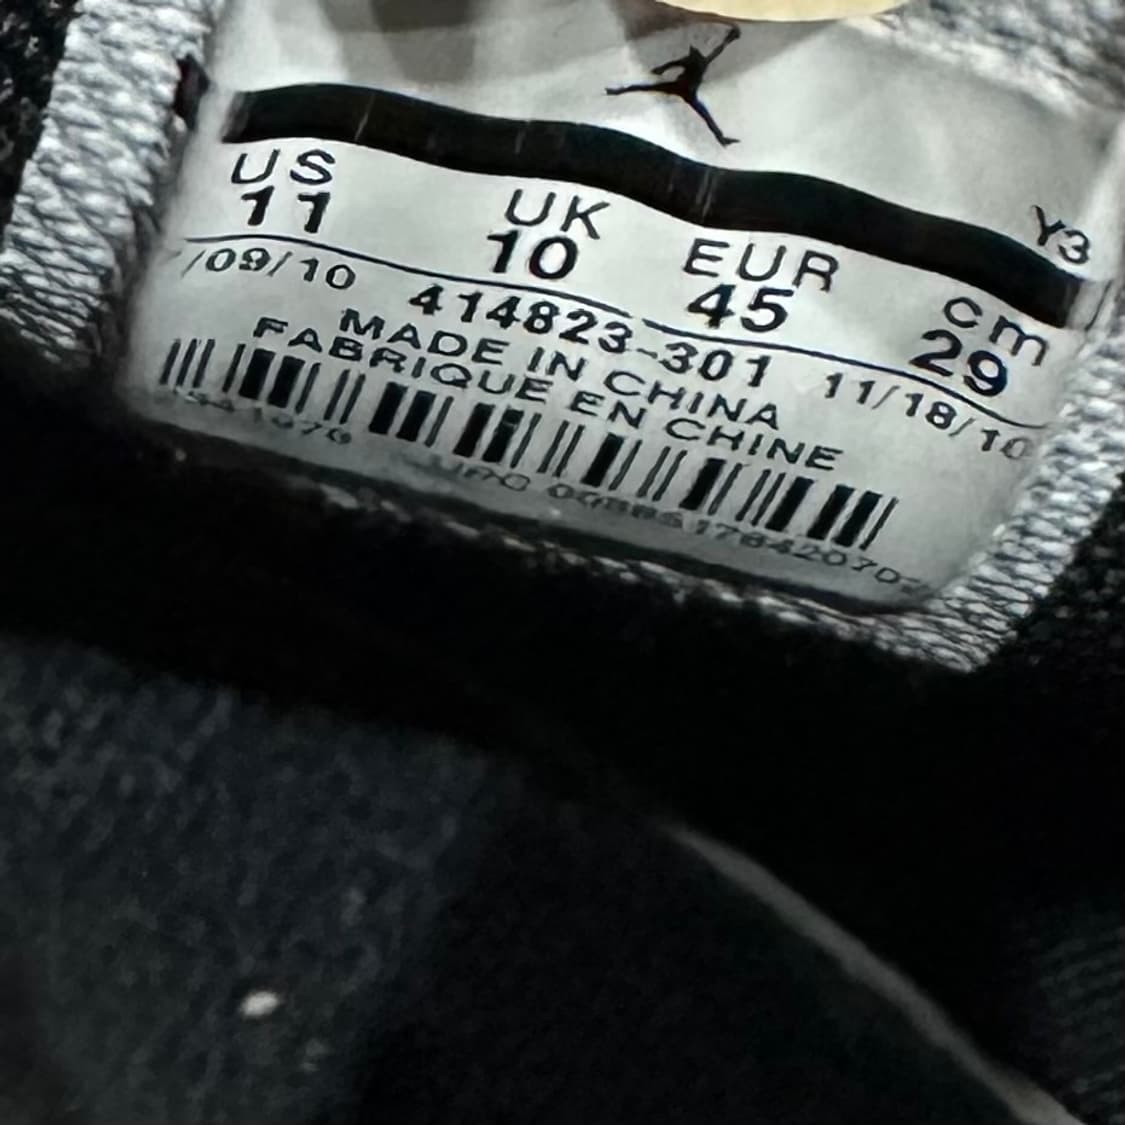 Y3
US UK EUR cm
11 10 45 29
/09/10 414823-301 11/18/10
MADE IN CHINA
FABRIQUE EN CHINE